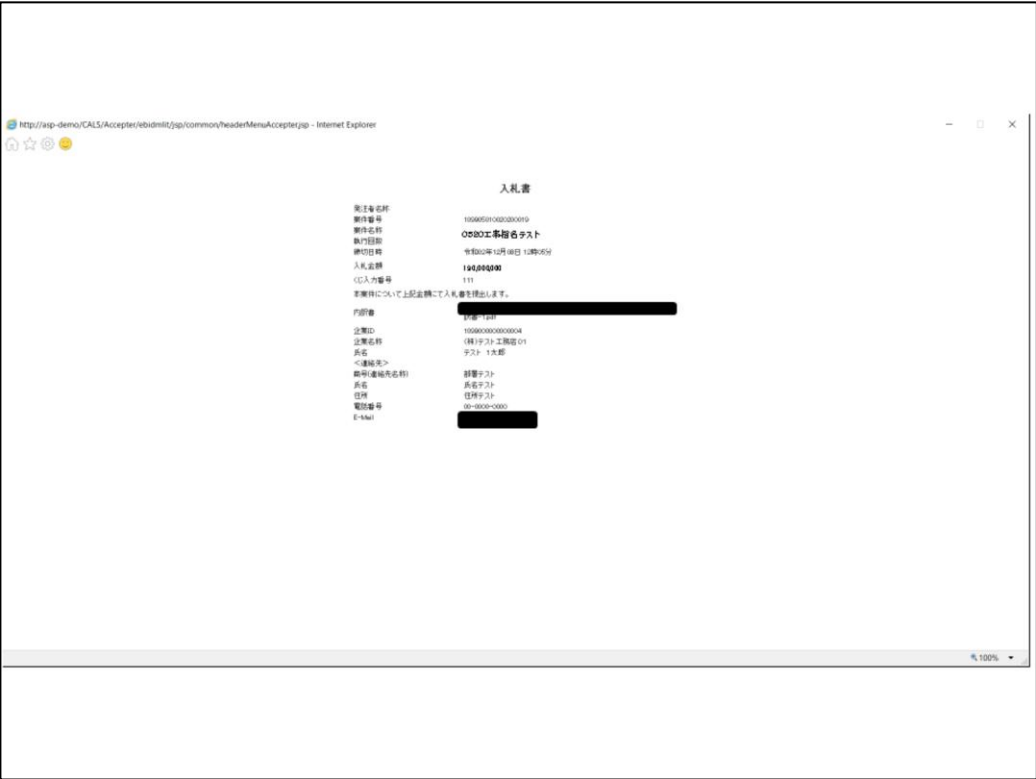 http://asp-demo/CALS/Accepter/ebidmlit/jsp/common/headerMenuAccepter.jsp - Internet Explorer
入札書
発注者名称
案件番号
案件名称 0520工事指名テスト
執行回数
締切日時 令和02年12月08日 12時05分
入札金額 190,000,000
くじ入力番号 111
本案件について上記金額にて入札書を提出します。
内訳書
訳書-1.pdf
企業ID
企業名称 (株)テスト工務店01
氏名 テスト 1太郎
<連絡先>
商号(連絡先名称) 部署テスト
氏名 氏名テスト
住所 住所テスト
電話番号 00-0000-0000
E-Mail
100%